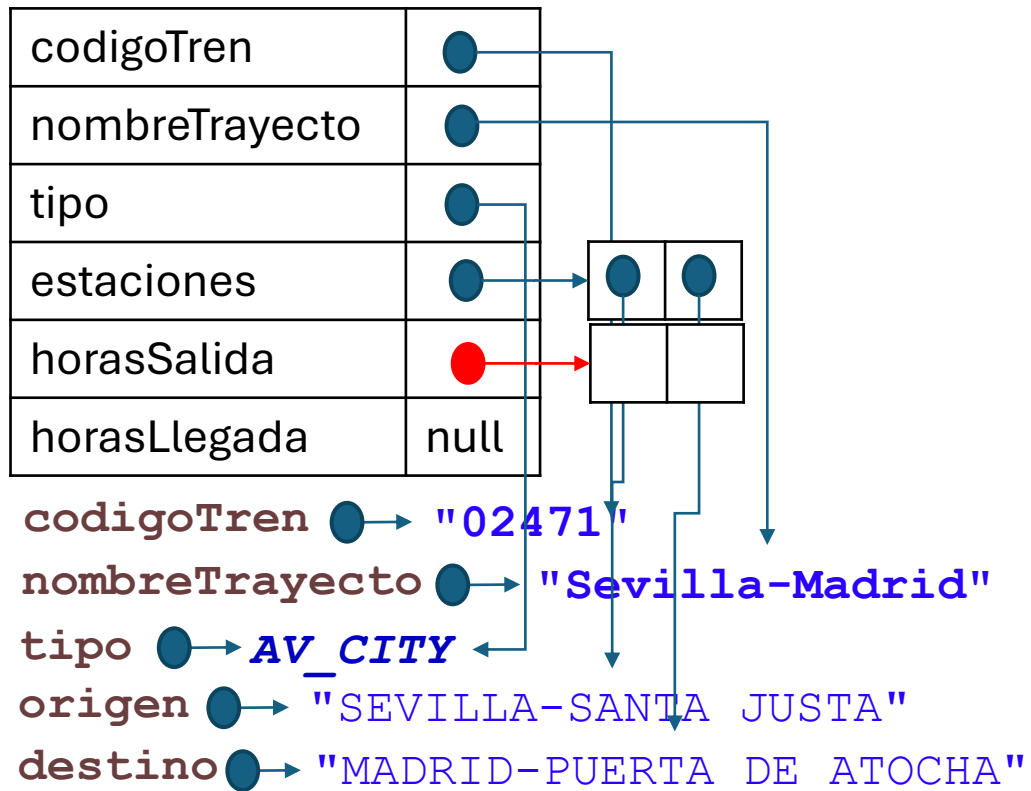 codigoTren
nombreTrayecto
tipo
estaciones
horasSalida
horasLlegada null
codigoTren "02471"
nombreTrayecto "Sevilla-Madrid"
tipo AV_CITY
origen "SEVILLA-SANTA JUSTA"
destino "MADRID-PUERTA DE ATOCHA"